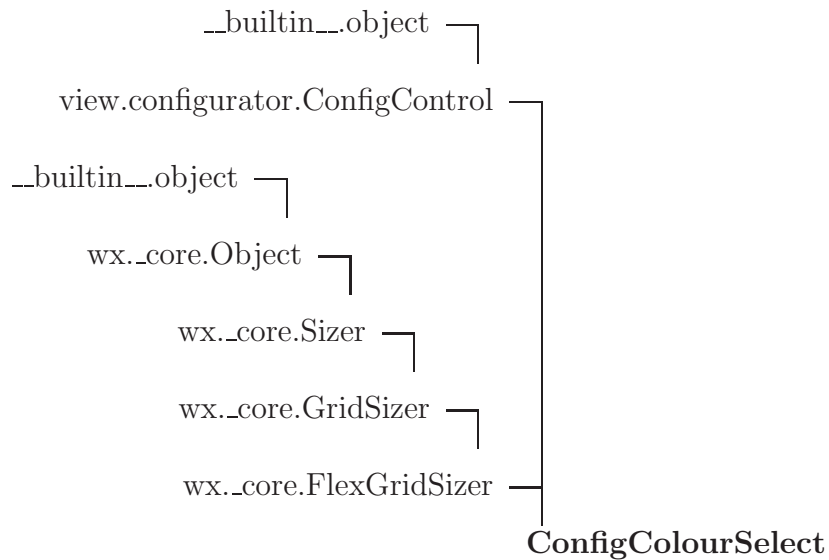 __builtin__.object
view.configurator.ConfigControl
__builtin__.object
wx._core.Object
wx._core.Sizer
wx._core.GridSizer
wx._core.FlexGridSizer
ConfigColourSelect